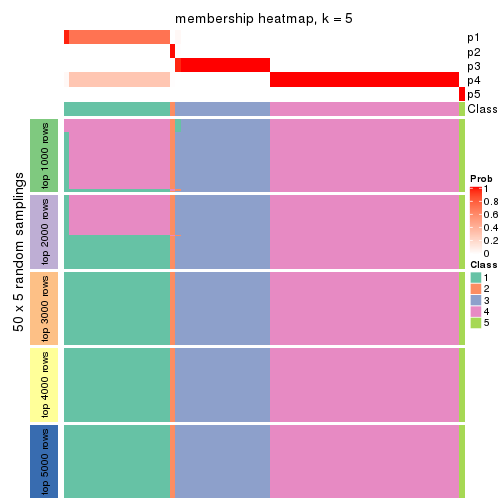 membership heatmap, k = 5
p1
p2
p3
p4
p5
Class
50 x 5 random samplings
top 1000 rows
top 2000 rows
top 3000 rows
top 4000 rows
top 5000 rows
Prob
1
0.8
0.6
0.4
0.2
0
Class
1
2
3
4
5